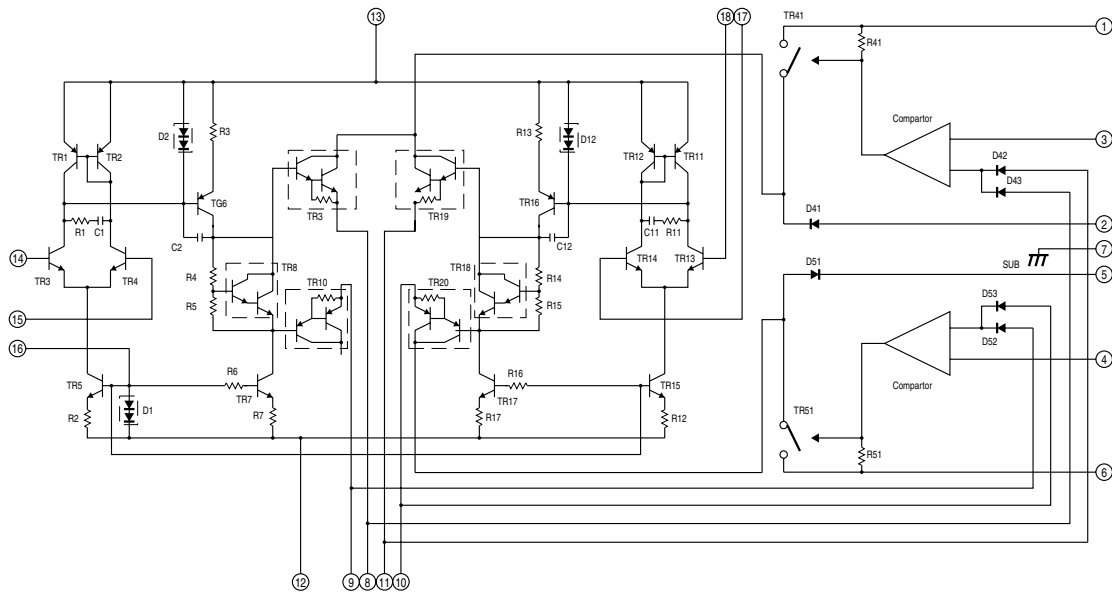 13
18
17
TR41
1
R41
D2
R3
R13
D12
Compartor
3
TR1
TR2
TR12
TR11
D42
D43
TG6
TR3
TR19
TR16
R1
C1
C2
C12
C11
R11
D41
2
14
TR3
TR4
R4
TR8
TR10
TR20
TR18
R14
TR14
TR13
SUB
7
D51
5
R5
R15
D53
15
D52
16
4
R6
R16
Compartor
TR5
TR7
TR17
TR15
R2
D1
R7
R17
R12
TR51
R51
6
12
9
8
11
10